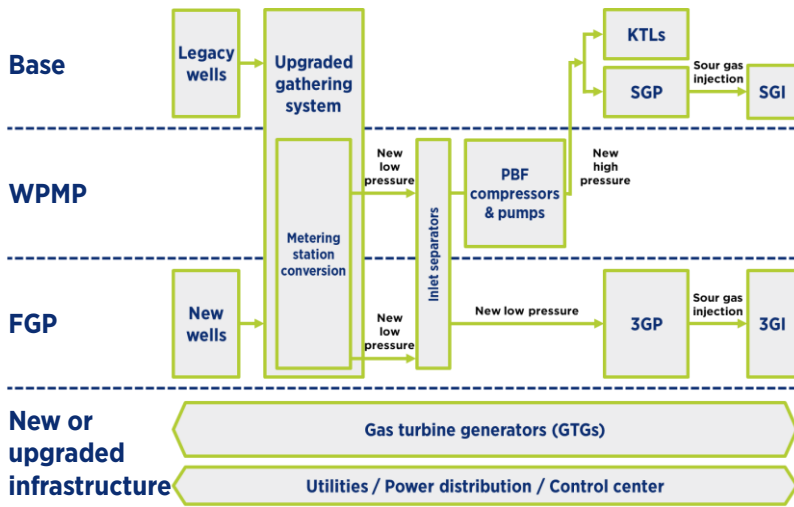 Base
Legacy
wells
Upgraded
gathering
system
KTLs
SGP
Sour gas
injection
SGI
WPMP
Metering
station
conversion
New
low
pressure
Inlet separators
PBF
compressors
& pumps
New
high
pressure
FGP
New
wells
New
low
pressure
New low pressure
3GP
Sour gas
injection
3GI
New or
upgraded
infrastructure
Gas turbine generators (GTGs)
Utilities / Power distribution / Control center